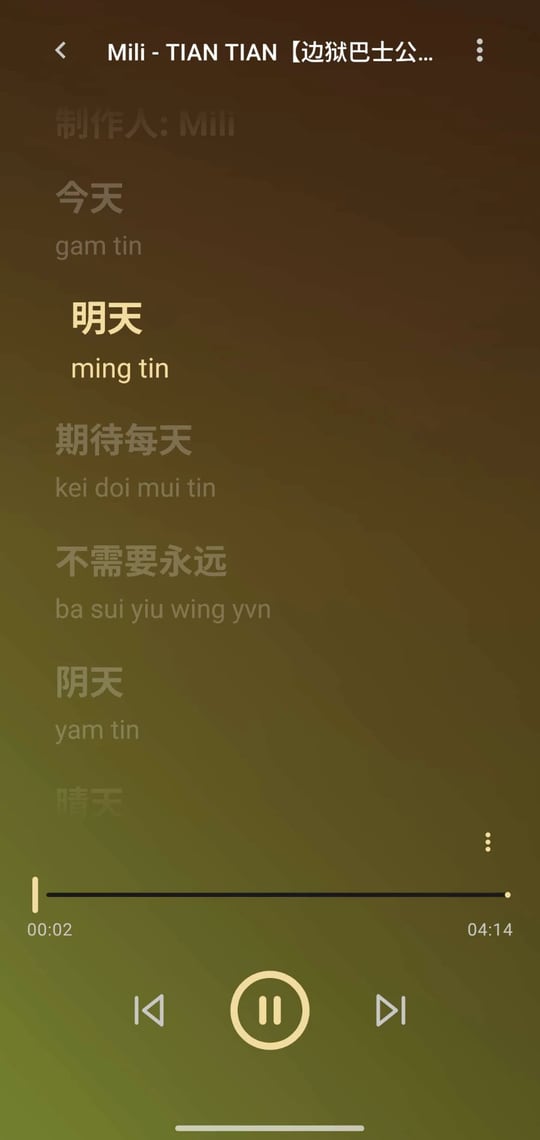 Mili - TIAN TIAN【边狱巴士公...
制作人: Mili
今天
gam tin
明天
ming tin
期待每天
kei doi mui tin
不需要永远
ba sui yiu wing yvn
阴天
yam tin
晴天
00:02
04:14